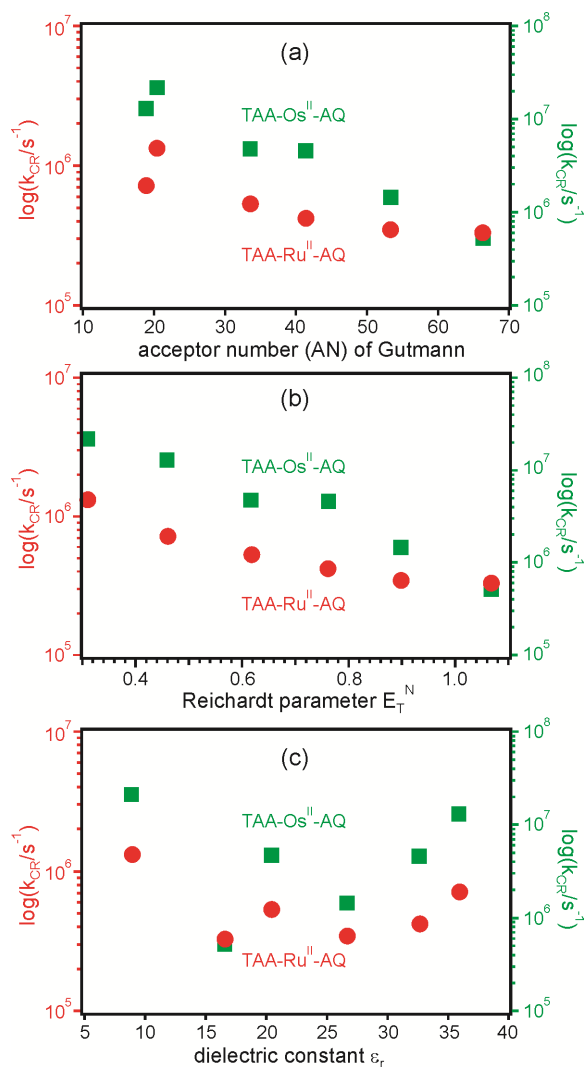 10⁷
10⁸
(a)
TAA-Os^II-AQ
10⁷
log(k_CR/s⁻¹)
10⁶
log(k_CR/s⁻¹)
10⁶
TAA-Ru^II-AQ
10⁵
10⁵
10 20 30 40 50 60 70
acceptor number (AN) of Gutmann
10⁷
10⁸
(b)
TAA-Os^II-AQ
10⁷
log(k_CR/s⁻¹)
10⁶
log(k_CR/s⁻¹)
10⁶
TAA-Ru^II-AQ
10⁵
10⁵
0.4 0.6 0.8 1.0
Reichardt parameter E_T^N
10⁷
10⁸
(c)
TAA-Os^II-AQ
10⁷
log(k_CR/s⁻¹)
10⁶
log(k_CR/s⁻¹)
10⁶
TAA-Ru^II-AQ
10⁵
10⁵
5 10 15 20 25 30 35 40
dielectric constant ε_r